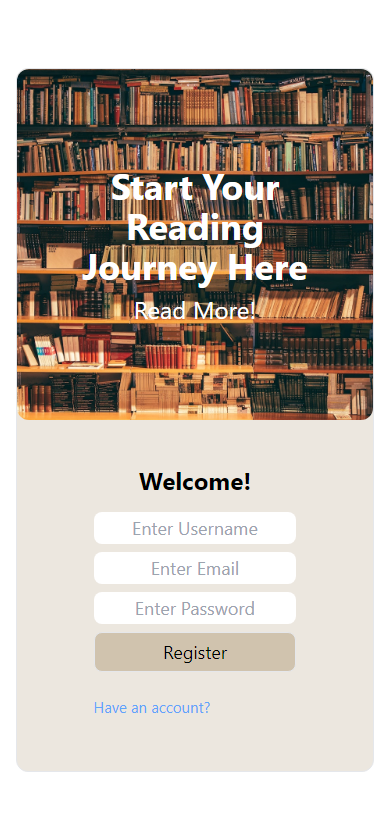 Start Your
Reading
Journey Here
Read More!
Welcome!
Enter Username
Enter Email
Enter Password
Register
Have an account?